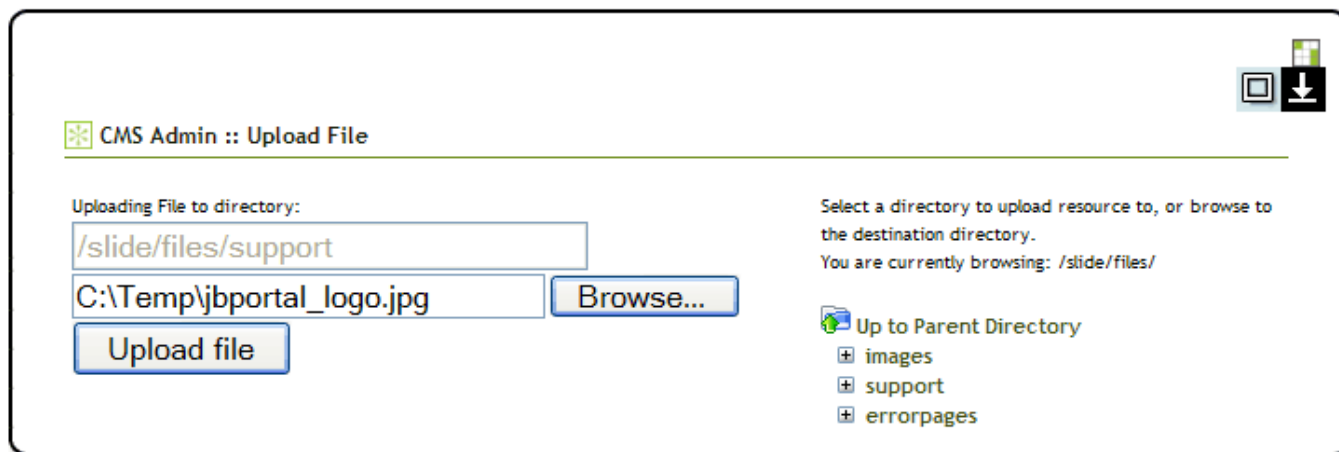 CMS Admin :: Upload File
Uploading File to directory:
/slide/files/support
C:\Temp\jbportal_logo.jpg
Browse...
Upload file
Select a directory to upload resource to, or browse to
the destination directory.
You are currently browsing: /slide/files/
Up to Parent Directory
images
support
errorpages